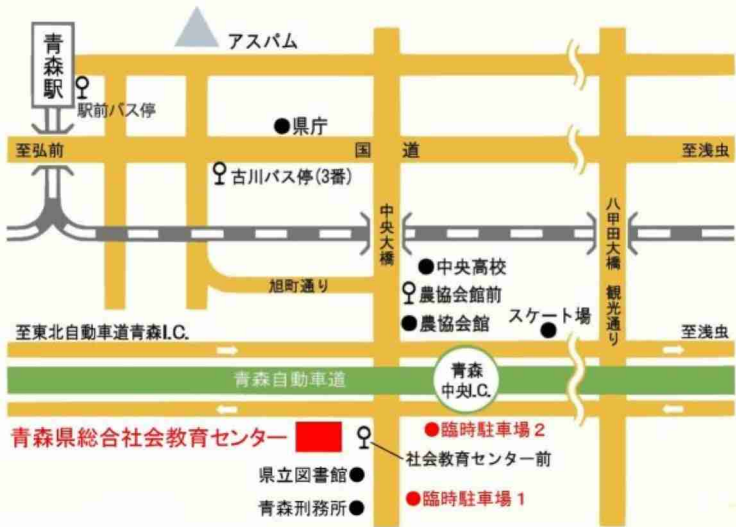 青森駅
アスパム
駅前バス停
県庁
至弘前
国道
至浅虫
古川バス停(3番)
中央大橋
八甲田大橋 観光通り
中央高校
農協会館前
旭町通り
農協会館
スケート場
至東北自動車道青森I.C.
至浅虫
青森自動車道
青森
中央I.C.
青森県総合社会教育センター
臨時駐車場2
社会教育センター前
県立図書館
青森刑務所
臨時駐車場1